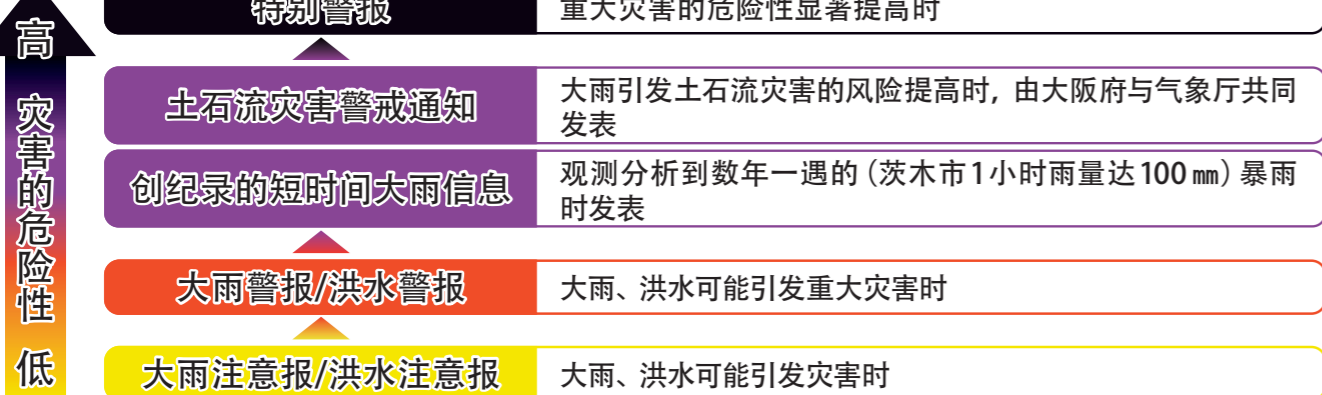 高 灾害的危险性 低
特别警报
重大灾害的危险性显著提高时
土石流灾害警戒通知
大雨引发土石流灾害的风险提高时, 由大阪府与气象厅共同
发表
创纪录的短时间大雨信息
观测分析到数年一遇的(茨木市1小时雨量达100㎜)暴雨
时发表
大雨警报/洪水警报
大雨、洪水可能引发重大灾害时
大雨注意报/洪水注意报
大雨、洪水可能引发灾害时